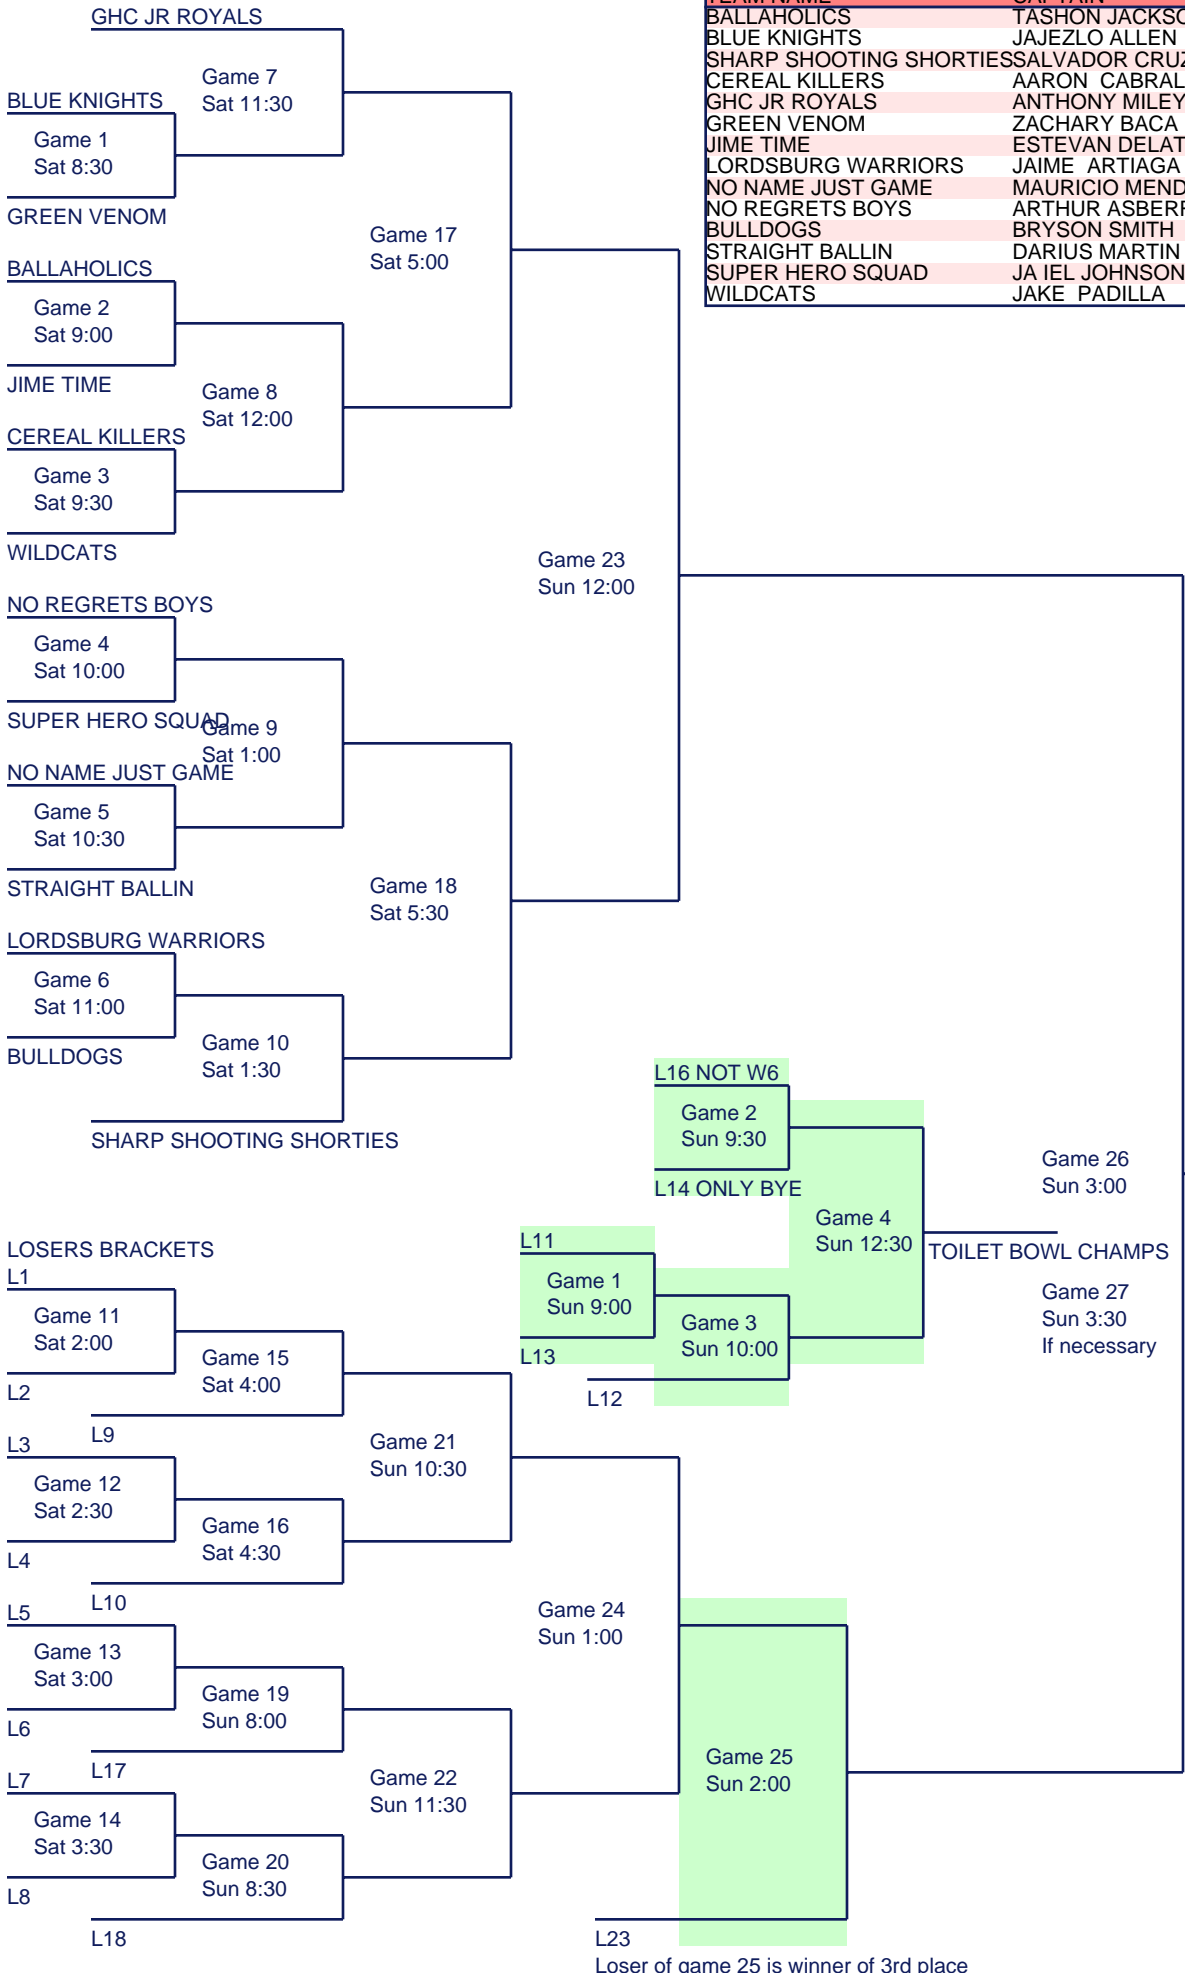 GHC JR ROYALS
Game 7
Sat 11:30
BLUE KNIGHTS
Game 1
Sat 8:30
GREEN VENOM
Game 17
Sat 5:00
BALLAHOLICS
Game 2
Sat 9:00
JIME TIME
Game 8
Sat 12:00
CEREAL KILLERS
Game 3
Sat 9:30
WILDCATS
Game 23
Sun 12:00
NO REGRETS BOYS
Game 4
Sat 10:00
SUPER HERO SQUAD
Game 9
Sat 1:00
NO NAME JUST GAME
Game 5
Sat 10:30
STRAIGHT BALLIN
Game 18
Sat 5:30
LORDSBURG WARRIORS
Game 6
Sat 11:00
BULLDOGS
Game 10
Sat 1:30
SHARP SHOOTING SHORTIES
BALLAHOLICS TASHON JACKSO
BLUE KNIGHTS JAJEZLO ALLEN
SHARP SHOOTING SHORTIES SALVADOR CRUZ
CEREAL KILLERS AARON CABRAL
GHC JR ROYALS ANTHONY MILEY
GREEN VENOM ZACHARY BACA
JIME TIME ESTEVAN DELAT
LORDSBURG WARRIORS JAIME ARTIAGA
NO NAME JUST GAME MAURICIO MEND
NO REGRETS BOYS ARTHUR ASBERR
BULLDOGS BRYSON SMITH
STRAIGHT BALLIN DARIUS MARTIN
SUPER HERO SQUAD JA IEL JOHNSON
WILDCATS JAKE PADILLA
L16 NOT W6
Game 2
Sun 9:30
L14 ONLY BYE
Game 4
Sun 12:30
TOILET BOWL CHAMPS
L11
Game 1
Sun 9:00
L13
Game 3
Sun 10:00
L12
Game 26
Sun 3:00
Game 27
Sun 3:30
If necessary
LOSERS BRACKETS
L1
Game 11
Sat 2:00
L2
Game 15
Sat 4:00
L9
L3
Game 12
Sat 2:30
L4
Game 21
Sun 10:30
Game 16
Sat 4:30
L10
L5
Game 13
Sat 3:00
L6
Game 24
Sun 1:00
Game 19
Sun 8:00
L17
L7
Game 14
Sat 3:30
L8
Game 22
Sun 11:30
Game 20
Sun 8:30
L18
Game 25
Sun 2:00
L23
Loser of game 25 is winner of 3rd place